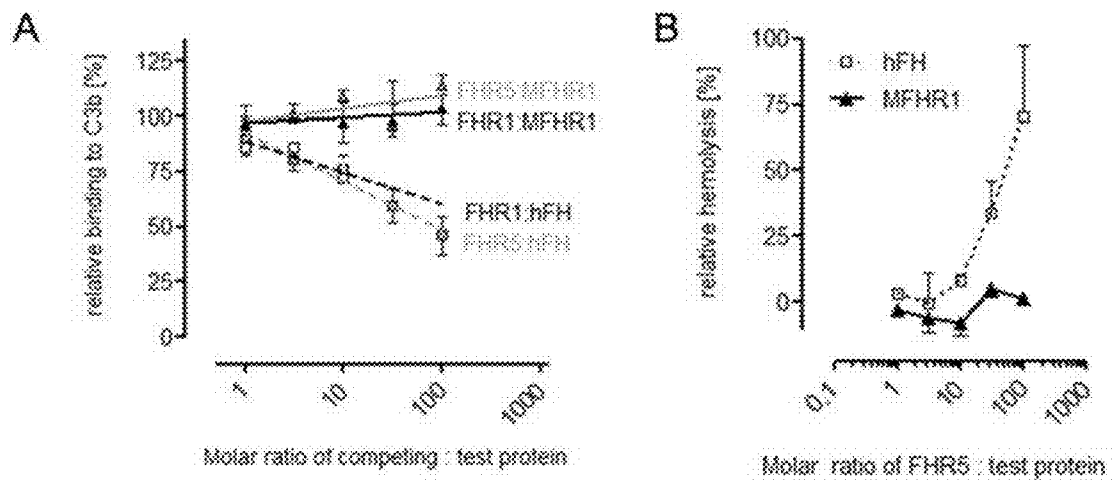 A
relative binding to C3b [%]
125
100
75
50
25
0
FHR5:MFHR1
FHR1:MFHR1
FHR1:hFH
FHR5:hFH
1
10
100
1000
Molar ratio of competing : test protein
B
relative hemolysis [%]
100
75
50
25
0
hFH
MFHR1
0,1
1
10
100
1000
Molar ratio of FHR5 : test protein